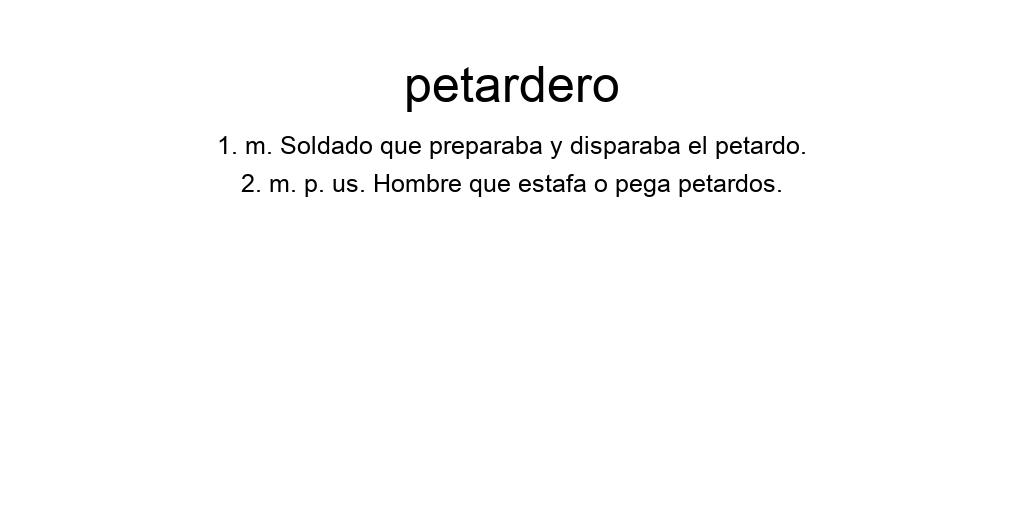 petardero
1. m. Soldado que preparaba y disparaba el petardo.
2. m. p. us. Hombre que estafa o pega petardos.